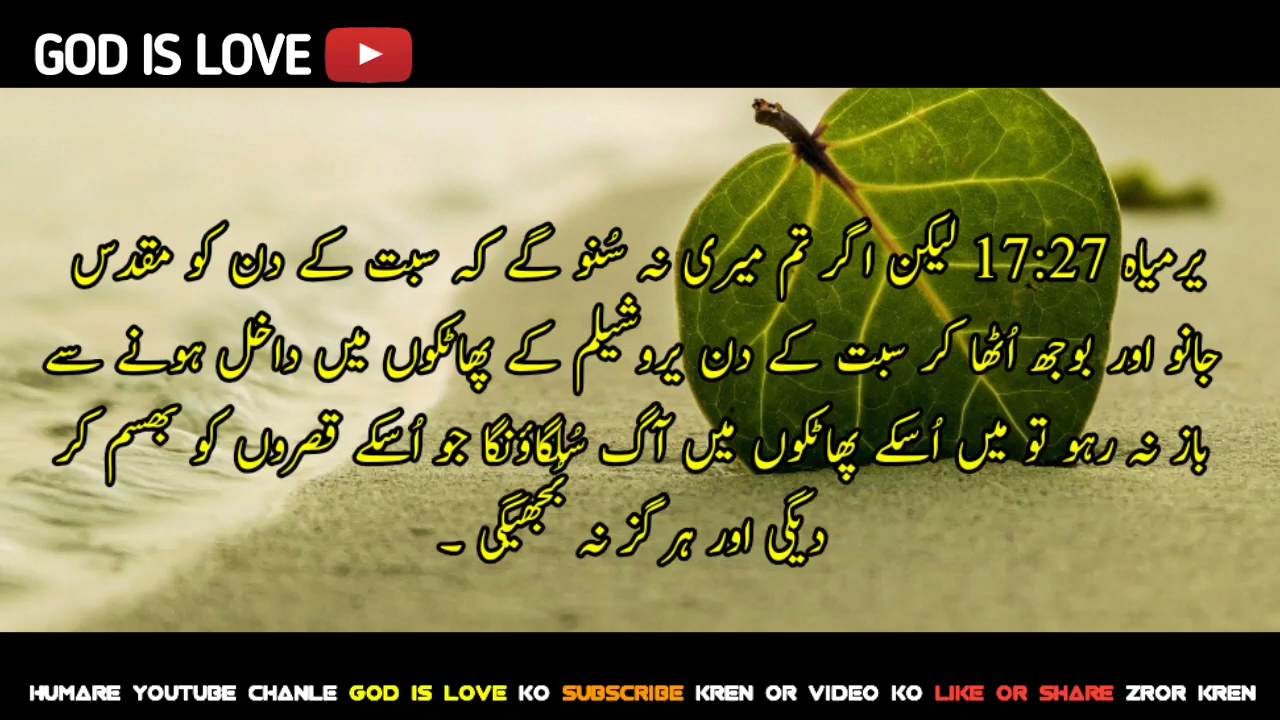 GOD IS LOVE
یرمیاہ 17:27 لیکن اگر تم میری نہ سُنو گے کہ سبت کے دن کو مقدس
جانو اور بوجھ اُٹھا کر سبت کے دن یروشیلم کے پھاٹکوں میں داخل ہونے سے
باز نہ رہو تو میں اُسکے پھاٹکوں میں آگ سُلگاؤنگا جو اُسکے قصروں کو بھسم کر
دیگی اور ہر گز نہ بُجھیگی ۔
HUMARE YOUTUBE CHANLE GOD IS LOVE KO SUBSCRIBE KREN OR VIDEO KO LIKE OR SHARE ZROR KREN